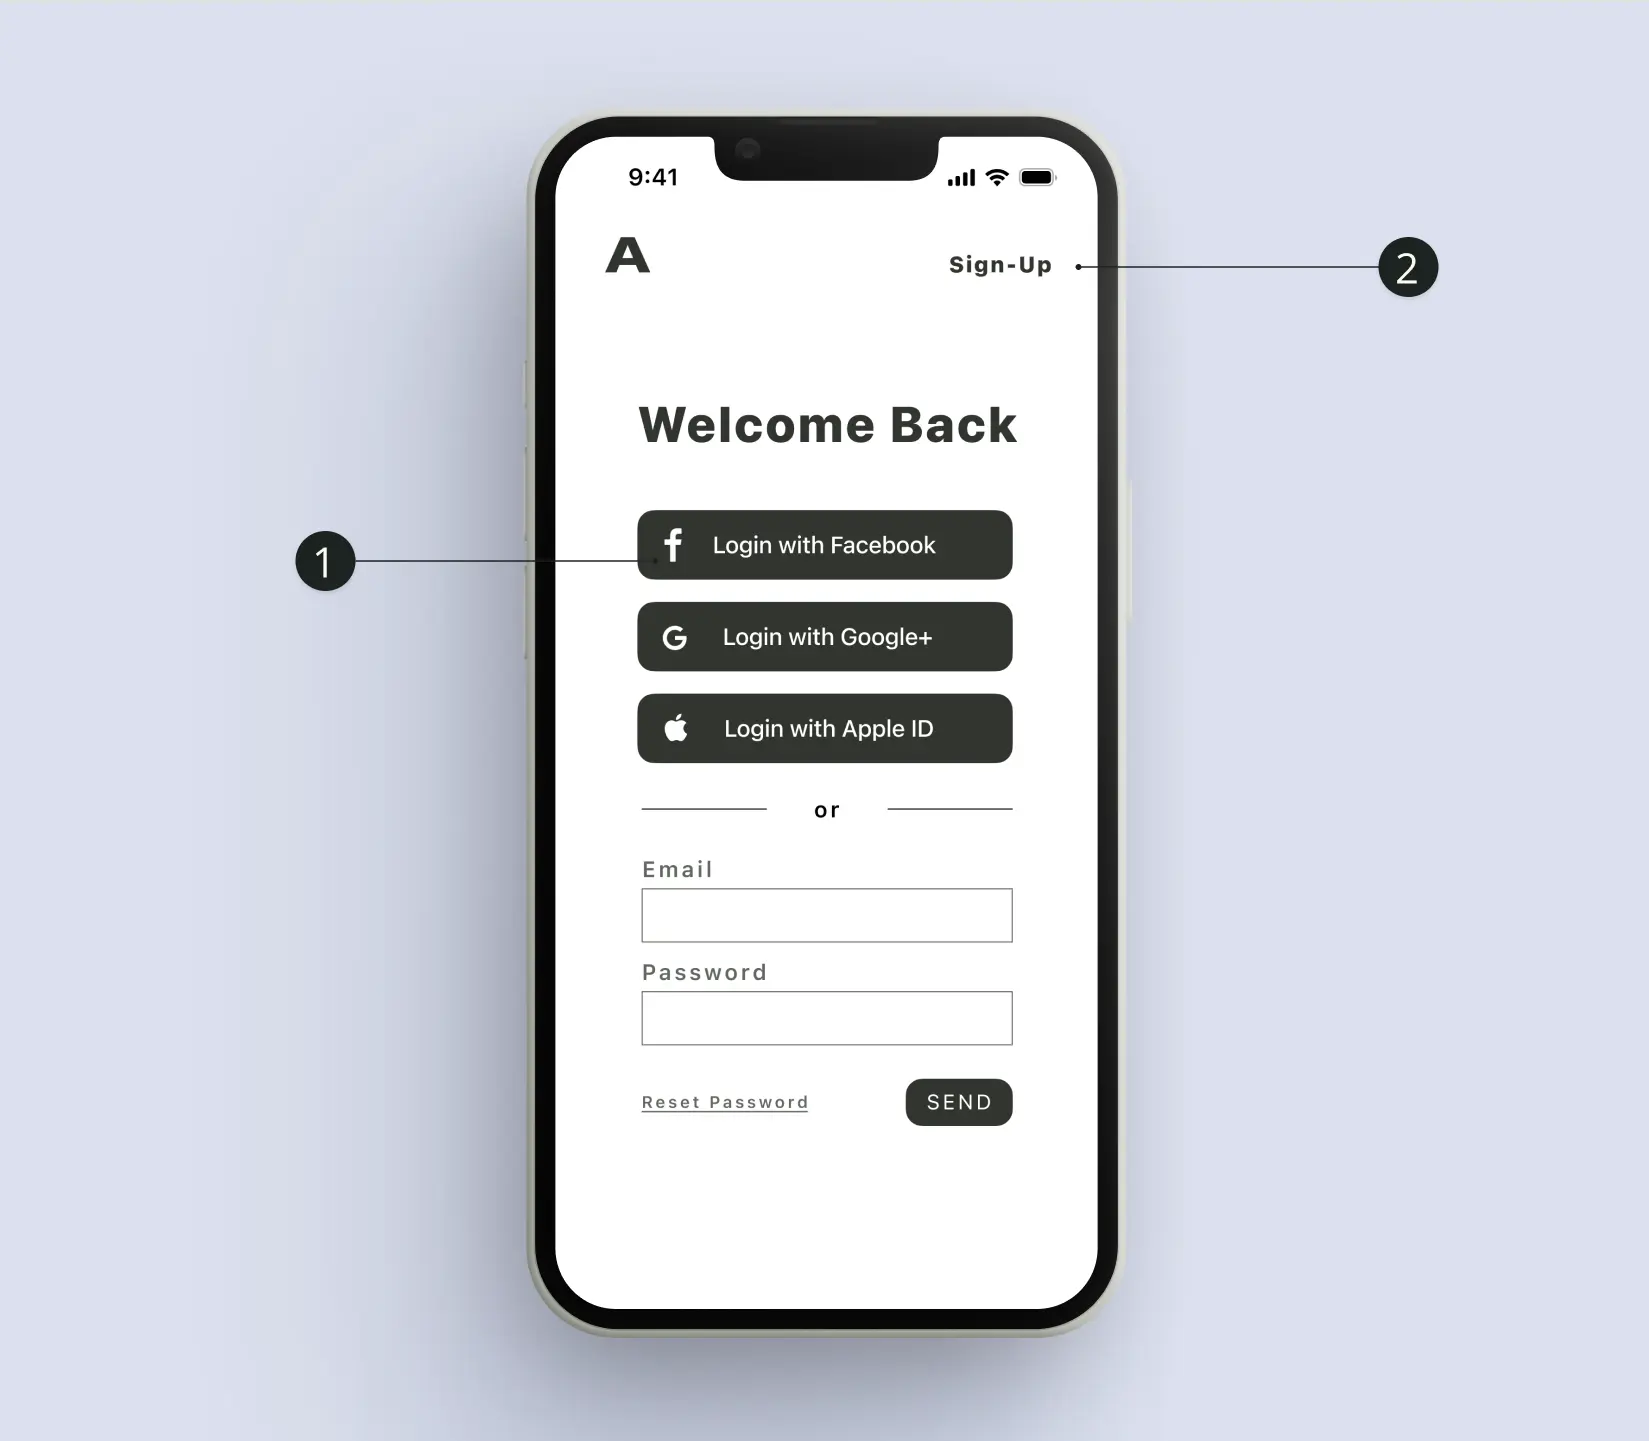 9:41
A
Sign-Up
2
Welcome Back
1
Login with Facebook
Login with Google+
Login with Apple ID
or
Email
Password
Reset Password
SEND